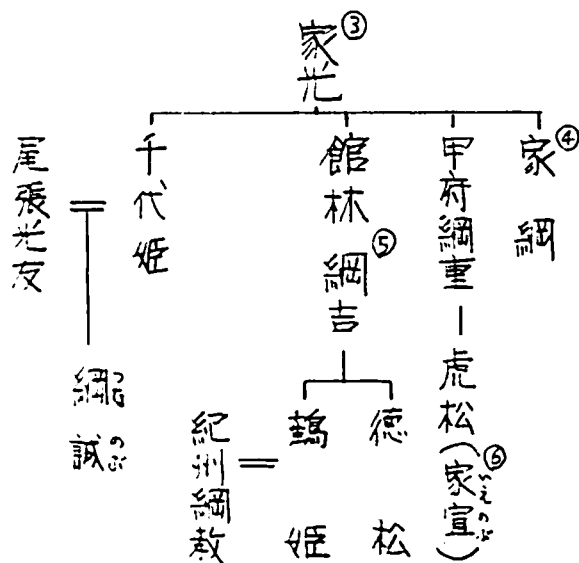 家光③
家綱④
甲府綱重
虎松(家宣)⑥
いえのぶ
館林
綱吉⑤
徳松
鶴姫
紀州綱教
千代姫
尾張光友
綱誠
つなのぶ